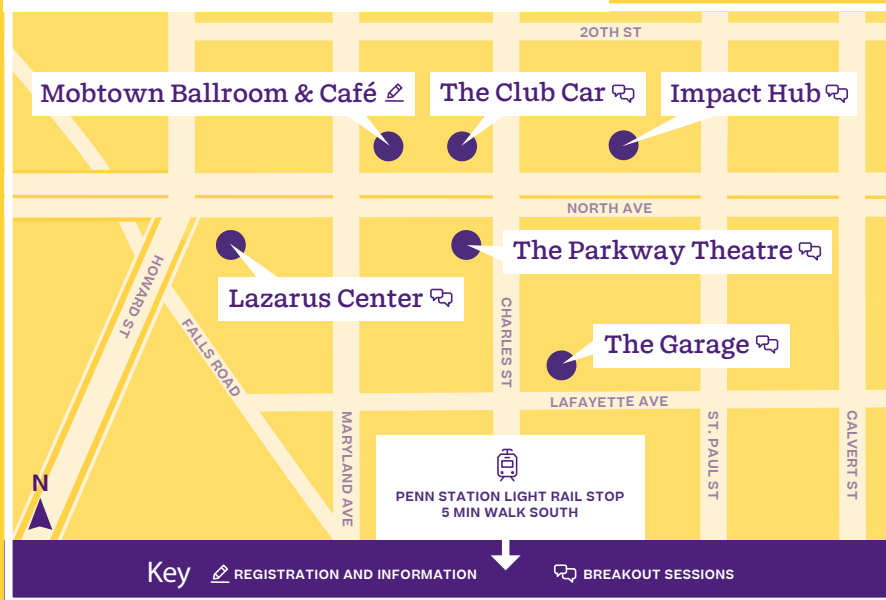 20TH ST
Mobtown Ballroom & Café
The Club Car
Impact Hub
NORTH AVE
The Parkway Theatre
Lazarus Center
HOWARD ST
FALLS ROAD
CHARLES ST
The Garage
LAFAYETTE AVE
MARYLAND AVE
ST. PAUL ST
CALVERT ST
N
PENN STATION LIGHT RAIL STOP
5 MIN WALK SOUTH
Key
REGISTRATION AND INFORMATION
BREAKOUT SESSIONS